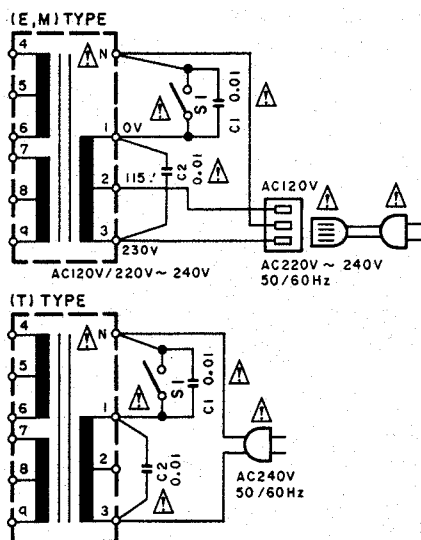 (E,M) TYPE
4
N
5
S1
C1 0.01
6
1
0V
7
C2 0.01
2
115V
8
AC120V
3
9
230V
AC120V/220V~240V
AC220V~240V
50/60Hz
(T) TYPE
4
N
5
S1
C1 0.01
6
1
7
2
C2 0.01
8
AC240V
50/60Hz
9
3